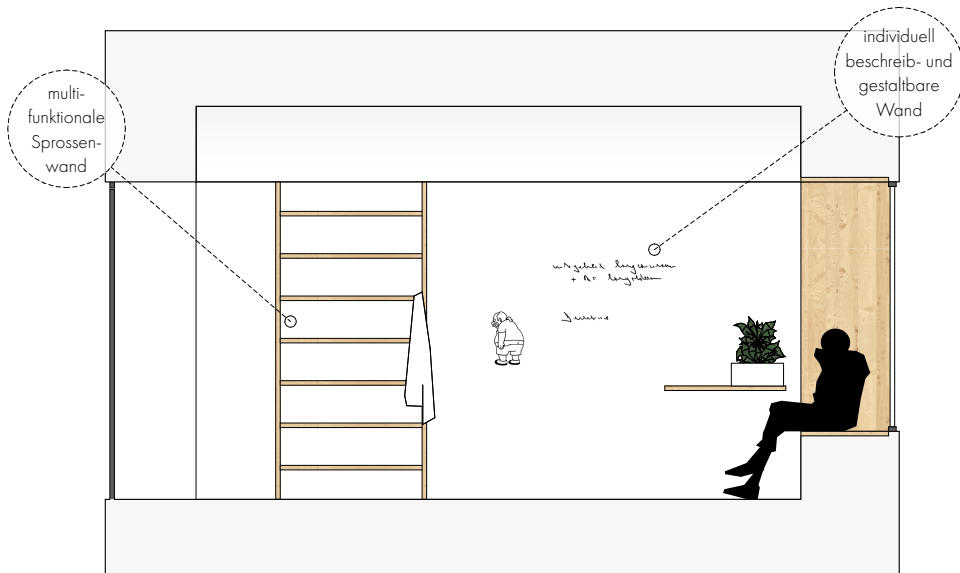 multi-
funktionale
Sprossen-
wand
individuell
beschreib- und
gestaltbare
Wand